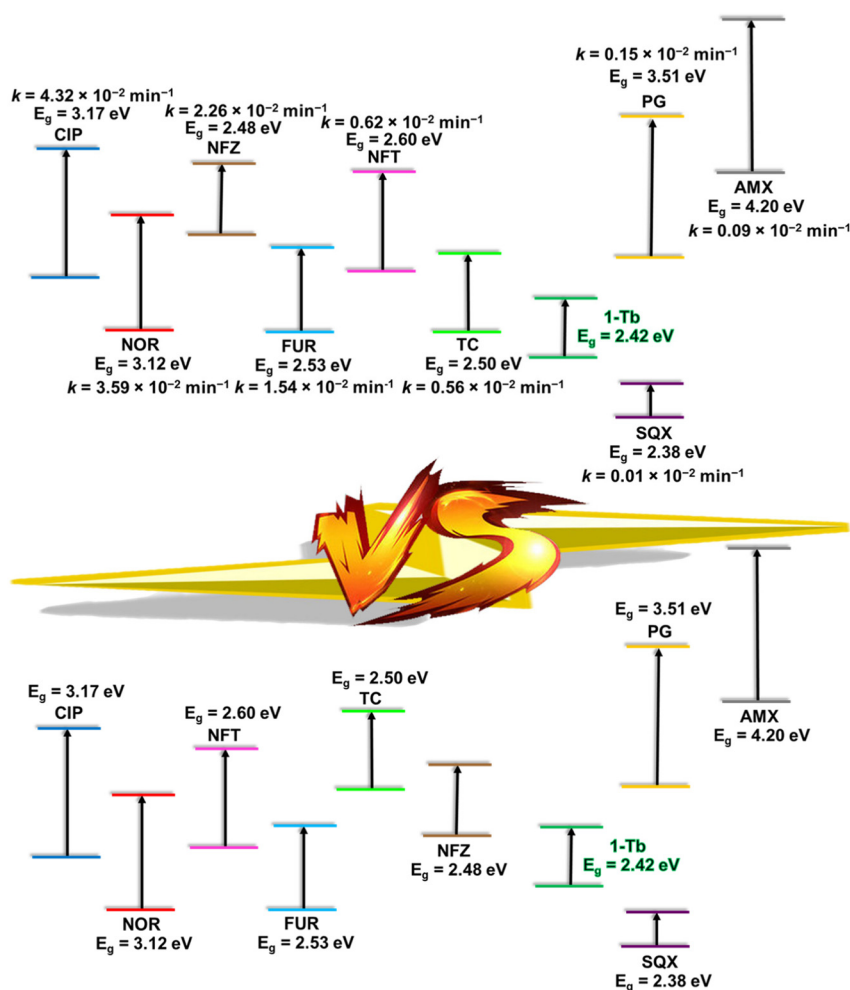 k = 4.32 × 10⁻² min⁻¹
E_g = 3.17 eV
CIP
k = 2.26 × 10⁻² min⁻¹
E_g = 2.48 eV
NFZ
k = 0.62 × 10⁻² min⁻¹
E_g = 2.60 eV
NFT
k = 0.15 × 10⁻² min⁻¹
E_g = 3.51 eV
PG
AMX
E_g = 4.20 eV
k = 0.09 × 10⁻² min⁻¹
NOR
E_g = 3.12 eV
k = 3.59 × 10⁻² min⁻¹
FUR
E_g = 2.53 eV
k = 1.54 × 10⁻² min⁻¹
TC
E_g = 2.50 eV
k = 0.56 × 10⁻² min⁻¹
1-Tb
E_g = 2.42 eV
SQX
E_g = 2.38 eV
k = 0.01 × 10⁻² min⁻¹
VS
E_g = 3.17 eV
CIP
E_g = 2.60 eV
NFT
E_g = 2.50 eV
TC
E_g = 3.51 eV
PG
AMX
E_g = 4.20 eV
NOR
E_g = 3.12 eV
FUR
E_g = 2.53 eV
NFZ
E_g = 2.48 eV
1-Tb
E_g = 2.42 eV
SQX
E_g = 2.38 eV